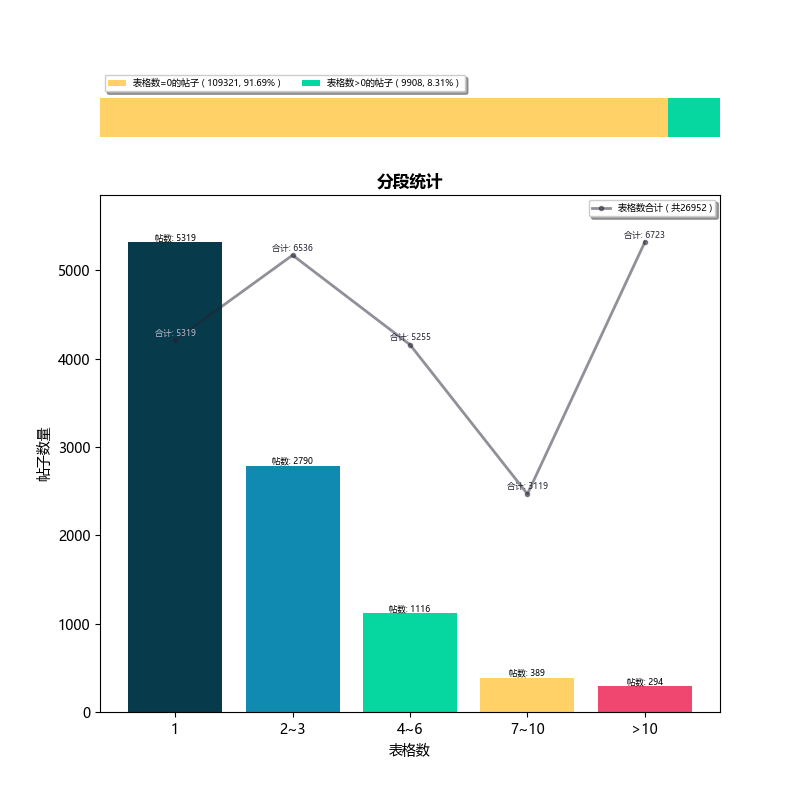 表格数=0的帖子 ( 109321, 91.69% )
表格数>0的帖子 ( 9908, 8.31% )
分段统计
表格数合计 ( 共26952 )
帖数: 5319
合计: 6536
合计: 6723
合计: 5319
合计: 5255
帖数: 2790
合计: 3119
帖数: 1116
帖数: 389
帖数: 294
帖子数量
5000
4000
3000
2000
1000
0
1
2~3
4~6
7~10
>10
表格数